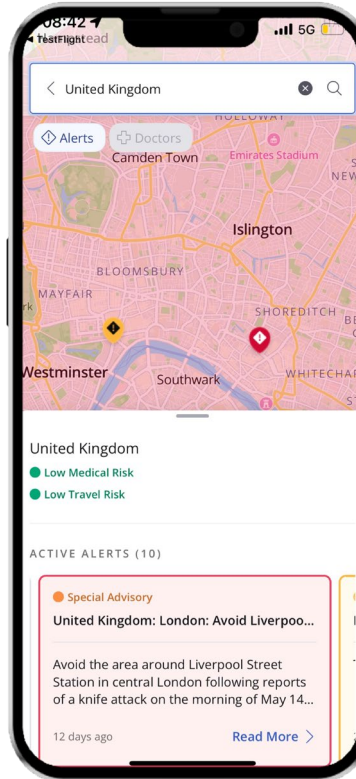 08:42
5G
TestFlight
United Kingdom
HOLLOWAY
Alerts
Doctors
Camden Town
Emirates Stadium
Islington
BLOOMSBURY
MAYFAIR
SHOREDITCH
Westminster
Southwark
United Kingdom
Low Medical Risk
Low Travel Risk
ACTIVE ALERTS (10)
Special Advisory
United Kingdom: London: Avoid Liverpoo...
Avoid the area around Liverpool Street
Station in central London following reports
of a knife attack on the morning of May 14...
12 days ago
Read More